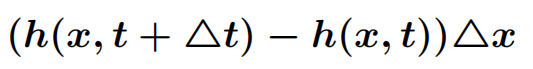 (h(x, t + △t) − h(x, t))△x